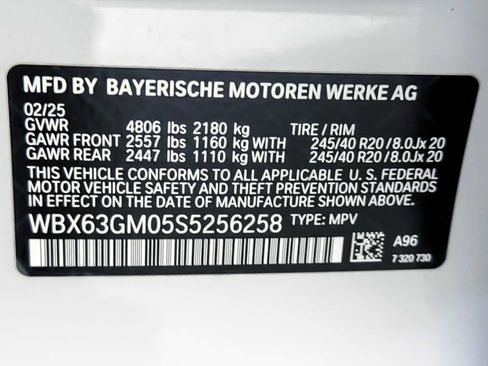 MFD BY BAYERISCHE MOTOREN WERKE AG
02/25
GVWR 4806 lbs 2180 kg TIRE / RIM
GAWR FRONT 2557 lbs 1160 kg WITH 245/40 R20 / 8.0Jx 20
GAWR REAR 2447 lbs 1110 kg WITH 245/40 R20 / 8.0Jx 20
THIS VEHICLE CONFORMS TO ALL APPLICABLE U. S. FEDERAL
MOTOR VEHICLE SAFETY AND THEFT PREVENTION STANDARDS IN
EFFECT ON THE DATE OF MANUFACTURE SHOWN ABOVE.
WBX63GM05S5256258 TYPE: MPV
A96
7 320 730